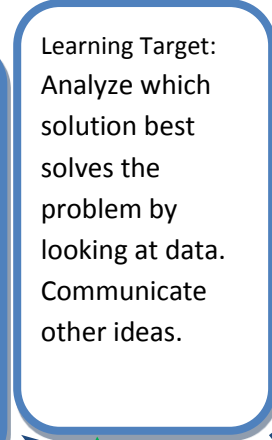 Learning Target:
Analyze which
solution best
solves the
problem by
looking at data.
Communicate
other ideas.